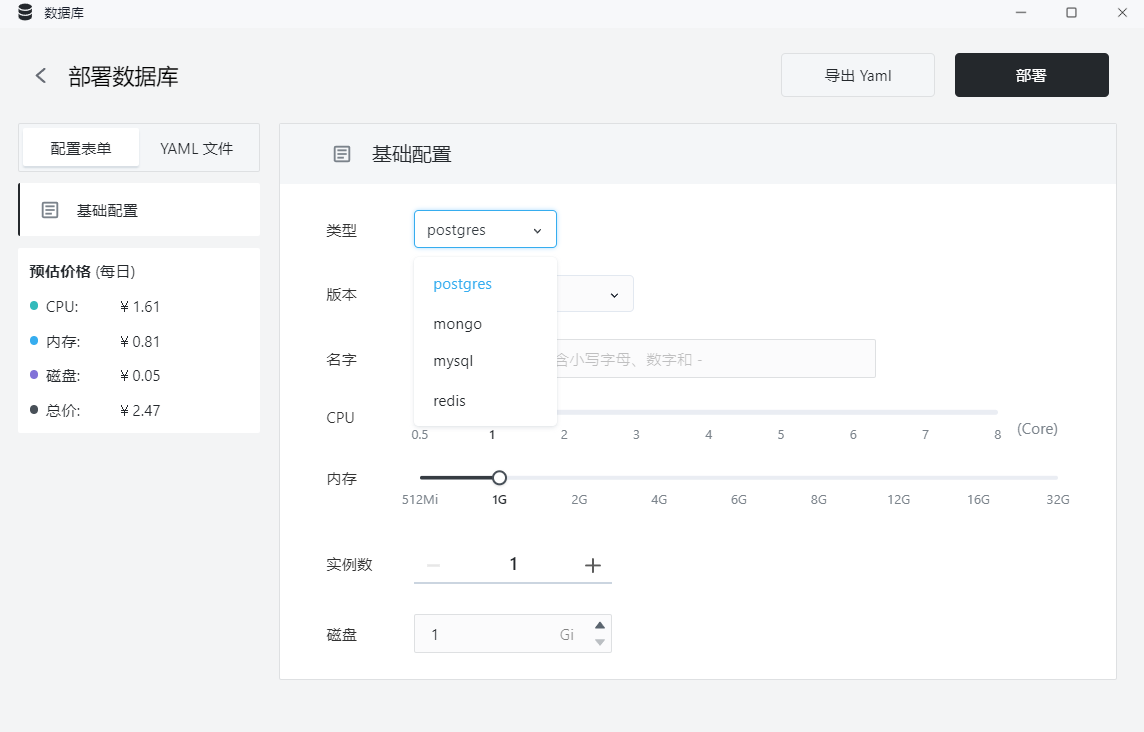 数据库
部署数据库
导出 Yaml
部署
配置表单
YAML 文件
基础配置
预估价格 (每日)
CPU: ¥ 1.61
内存: ¥ 0.81
磁盘: ¥ 0.05
总价: ¥ 2.47
基础配置
类型
postgres
postgres
mongo
mysql
redis
版本
名字
含小写字母、数字和 -
CPU
0.5 1 2 3 4 5 6 7 8 (Core)
内存
512Mi 1G 2G 4G 6G 8G 12G 16G 32G
实例数
1
磁盘
1 Gi